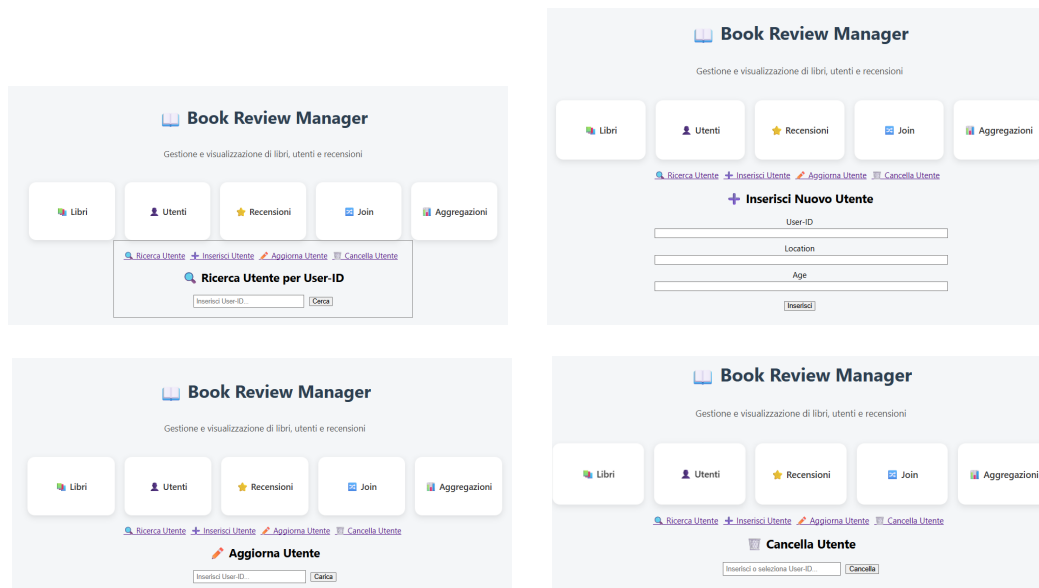 Book Review Manager
Gestione e visualizzazione di libri, utenti e recensioni
Libri
Utenti
Recensioni
Join
Aggregazioni
Ricerca Utente Inserisci Utente Aggiorna Utente Cancella Utente
Ricerca Utente per User-ID
Inserisci User-ID... Cerca
Book Review Manager
Gestione e visualizzazione di libri, utenti e recensioni
Libri
Utenti
Recensioni
Join
Aggregazioni
Ricerca Utente Inserisci Utente Aggiorna Utente Cancella Utente
Inserisci Nuovo Utente
User-ID
Location
Age
Inserisci
Book Review Manager
Gestione e visualizzazione di libri, utenti e recensioni
Libri
Utenti
Recensioni
Join
Aggregazioni
Ricerca Utente Inserisci Utente Aggiorna Utente Cancella Utente
Aggiorna Utente
Inserisci User-ID... Carica
Book Review Manager
Gestione e visualizzazione di libri, utenti e recensioni
Libri
Utenti
Recensioni
Join
Aggregazioni
Ricerca Utente Inserisci Utente Aggiorna Utente Cancella Utente
Cancella Utente
Inserisci o seleziona User-ID... Cancella